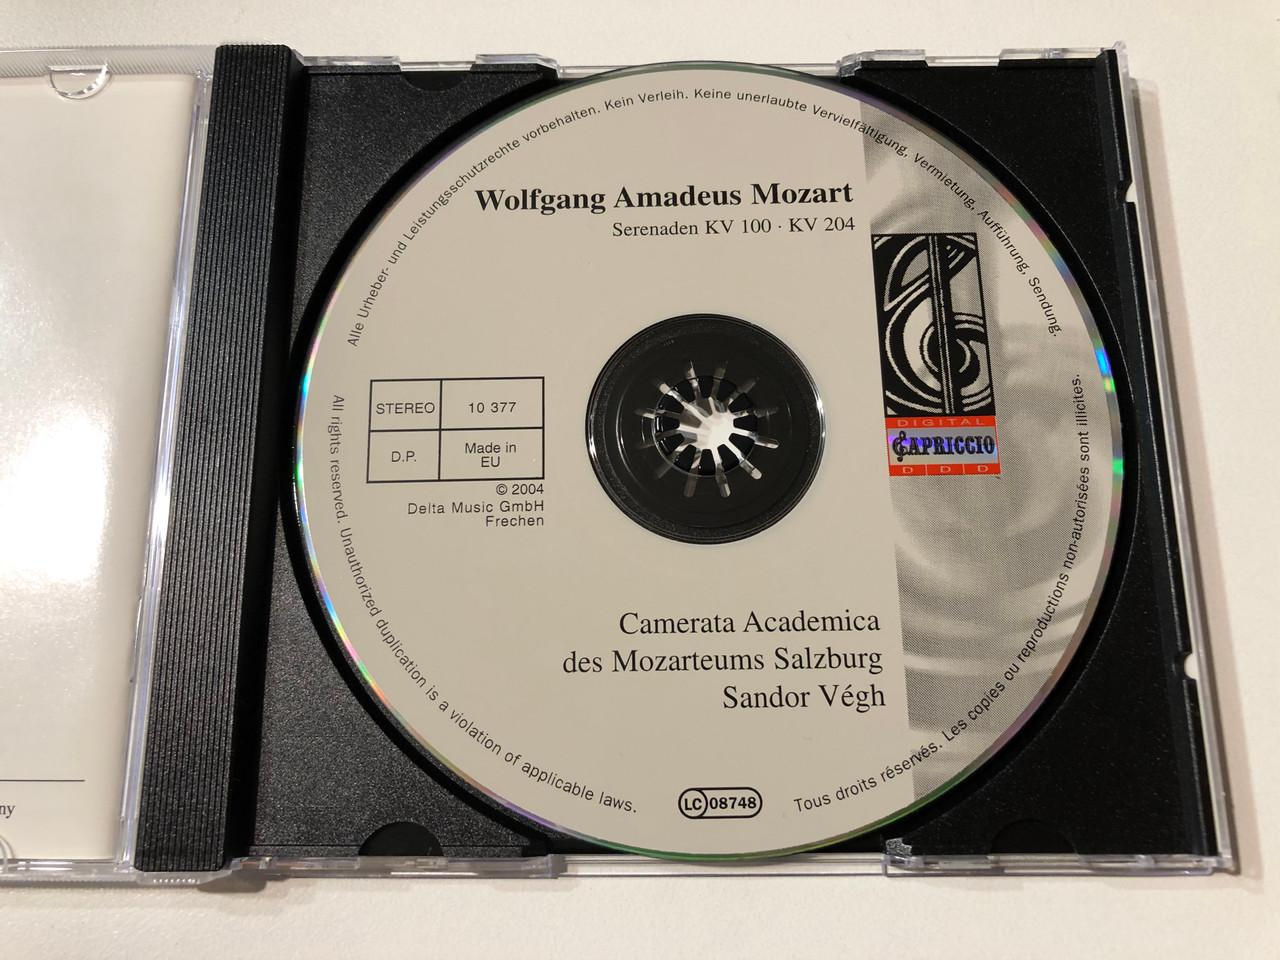 Alle Urheber- und Leistungsschutzrechte vorbehalten. Kein Verleih. Keine unerlaubte Vervielfältigung, Vermietung, Aufführung, Sendung.
Wolfgang Amadeus Mozart
Serenaden KV 100 · KV 204
STEREO
10 377
D.P.
Made in
EU
© 2004
Delta Music GmbH
Frechen
DIGITAL
CAPRICCIO
D D D
Camerata Academica
des Mozarteums Salzburg
Sandor Végh
LC 08748
All rights reserved. Unauthorized duplication is a violation of applicable laws.
Tous droits réservés. Les copies ou reproductions non-autorisées sont illicites.
ny